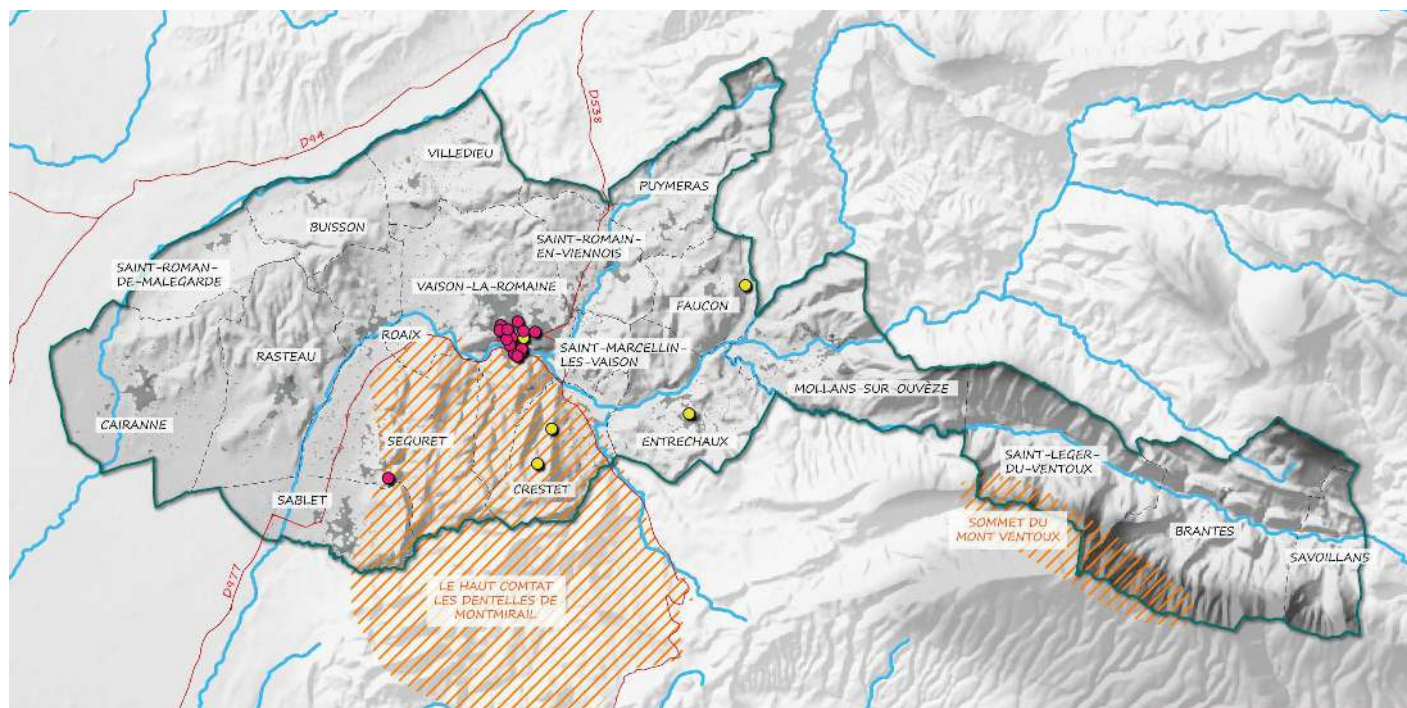 D538
D94
VILLEDIEU
PUYMERAS
BUISSON
SAINT-ROMAIN-
EN-VIENNOIS
SAINT-ROMAN-
DE-MALEGARDE
VAISON-LA-ROMAINE
FAUCON
ROAIX
RASTEAU
SAINT-MARCELLIN-
LES-VAISON
MOLLANS-SUR-OUVÈZE
CAIRANNE
SEGURET
ENTRECHAUX
SAINT-LEGER-
DU-VENTOUX
CRESTET
SABLET
SOMMET DU
MONT VENTOUX
BRANTES
SAVOILLANS
D977
LE HAUT COMTAT
LES DENTELLES DE
MONTMIRAIL